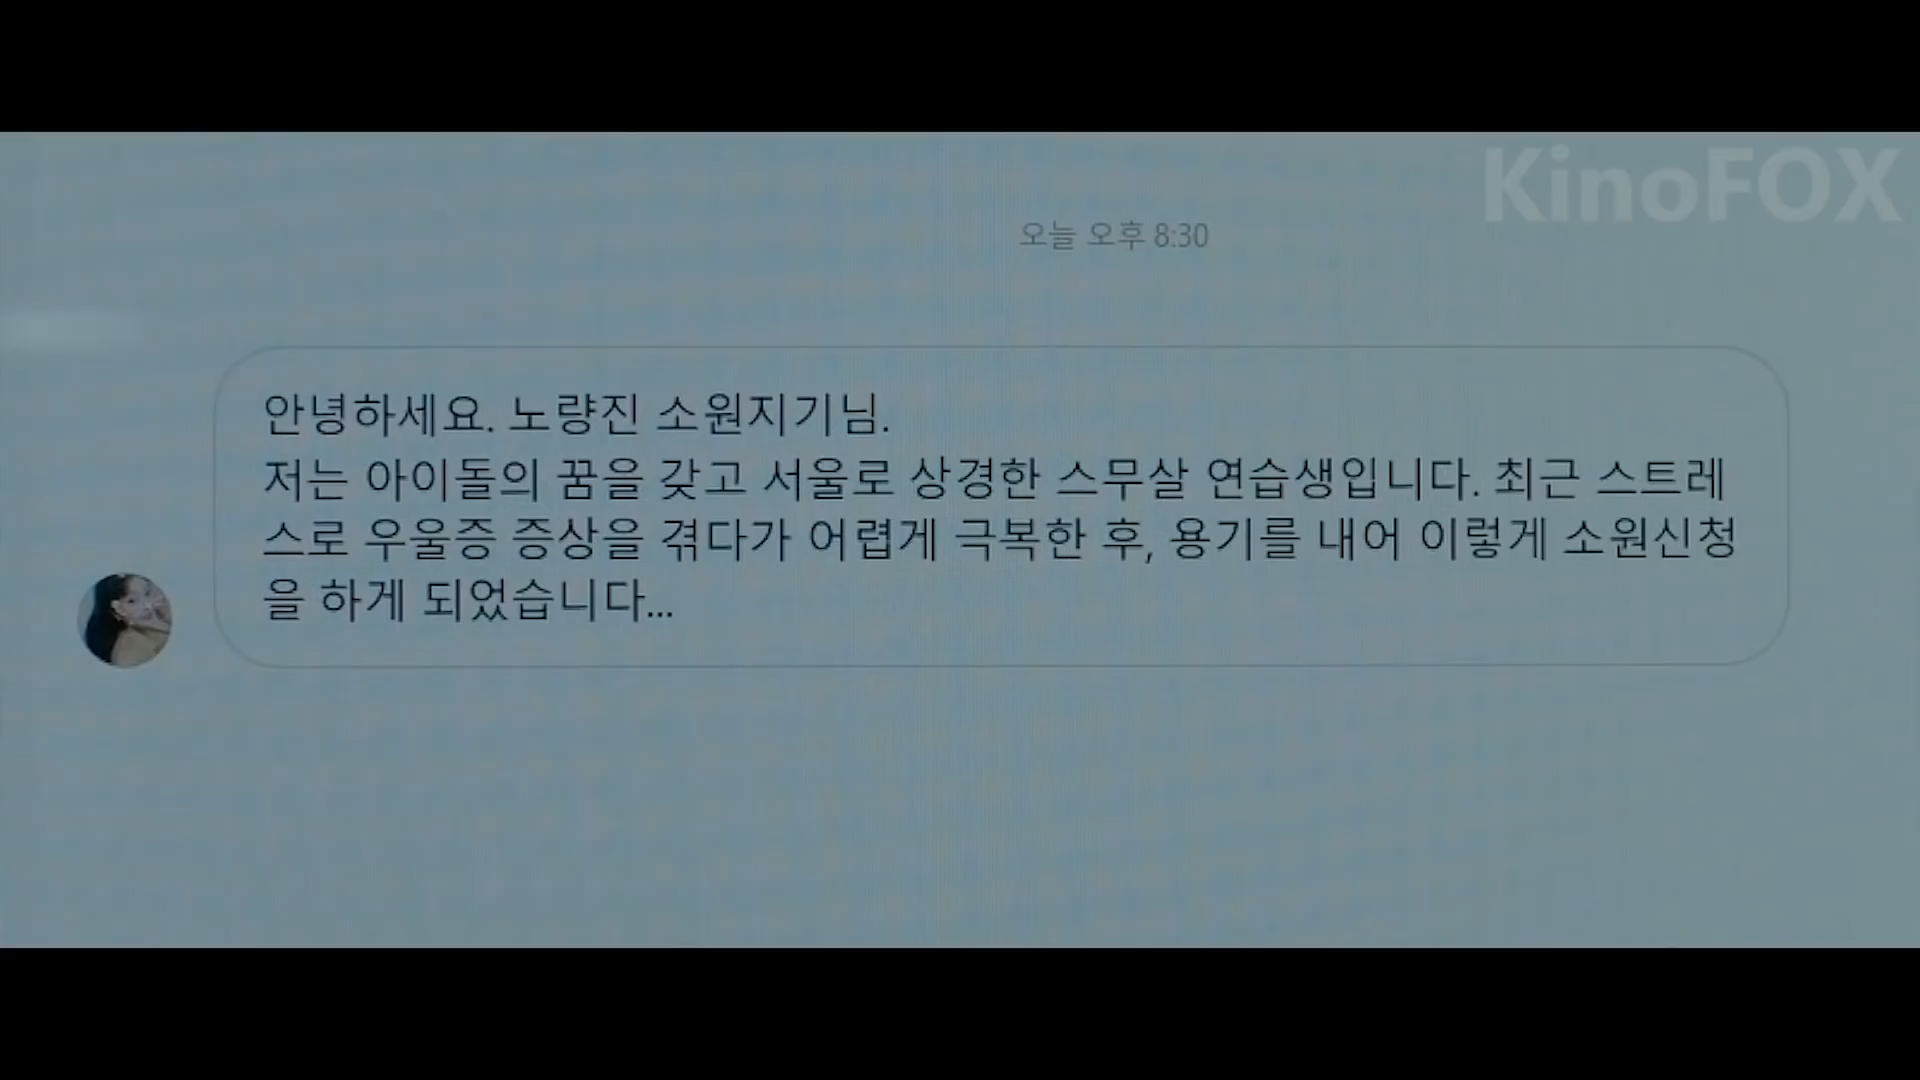 KinoFOX
오늘 오후 8:30
안녕하세요. 노량진 소원지기님.
저는 아이돌의 꿈을 갖고 서울로 상경한 스무살 연습생입니다. 최근 스트레
스로 우울증 증상을 겪다가 어렵게 극복한 후, 용기를 내어 이렇게 소원신청
을 하게 되었습니다...